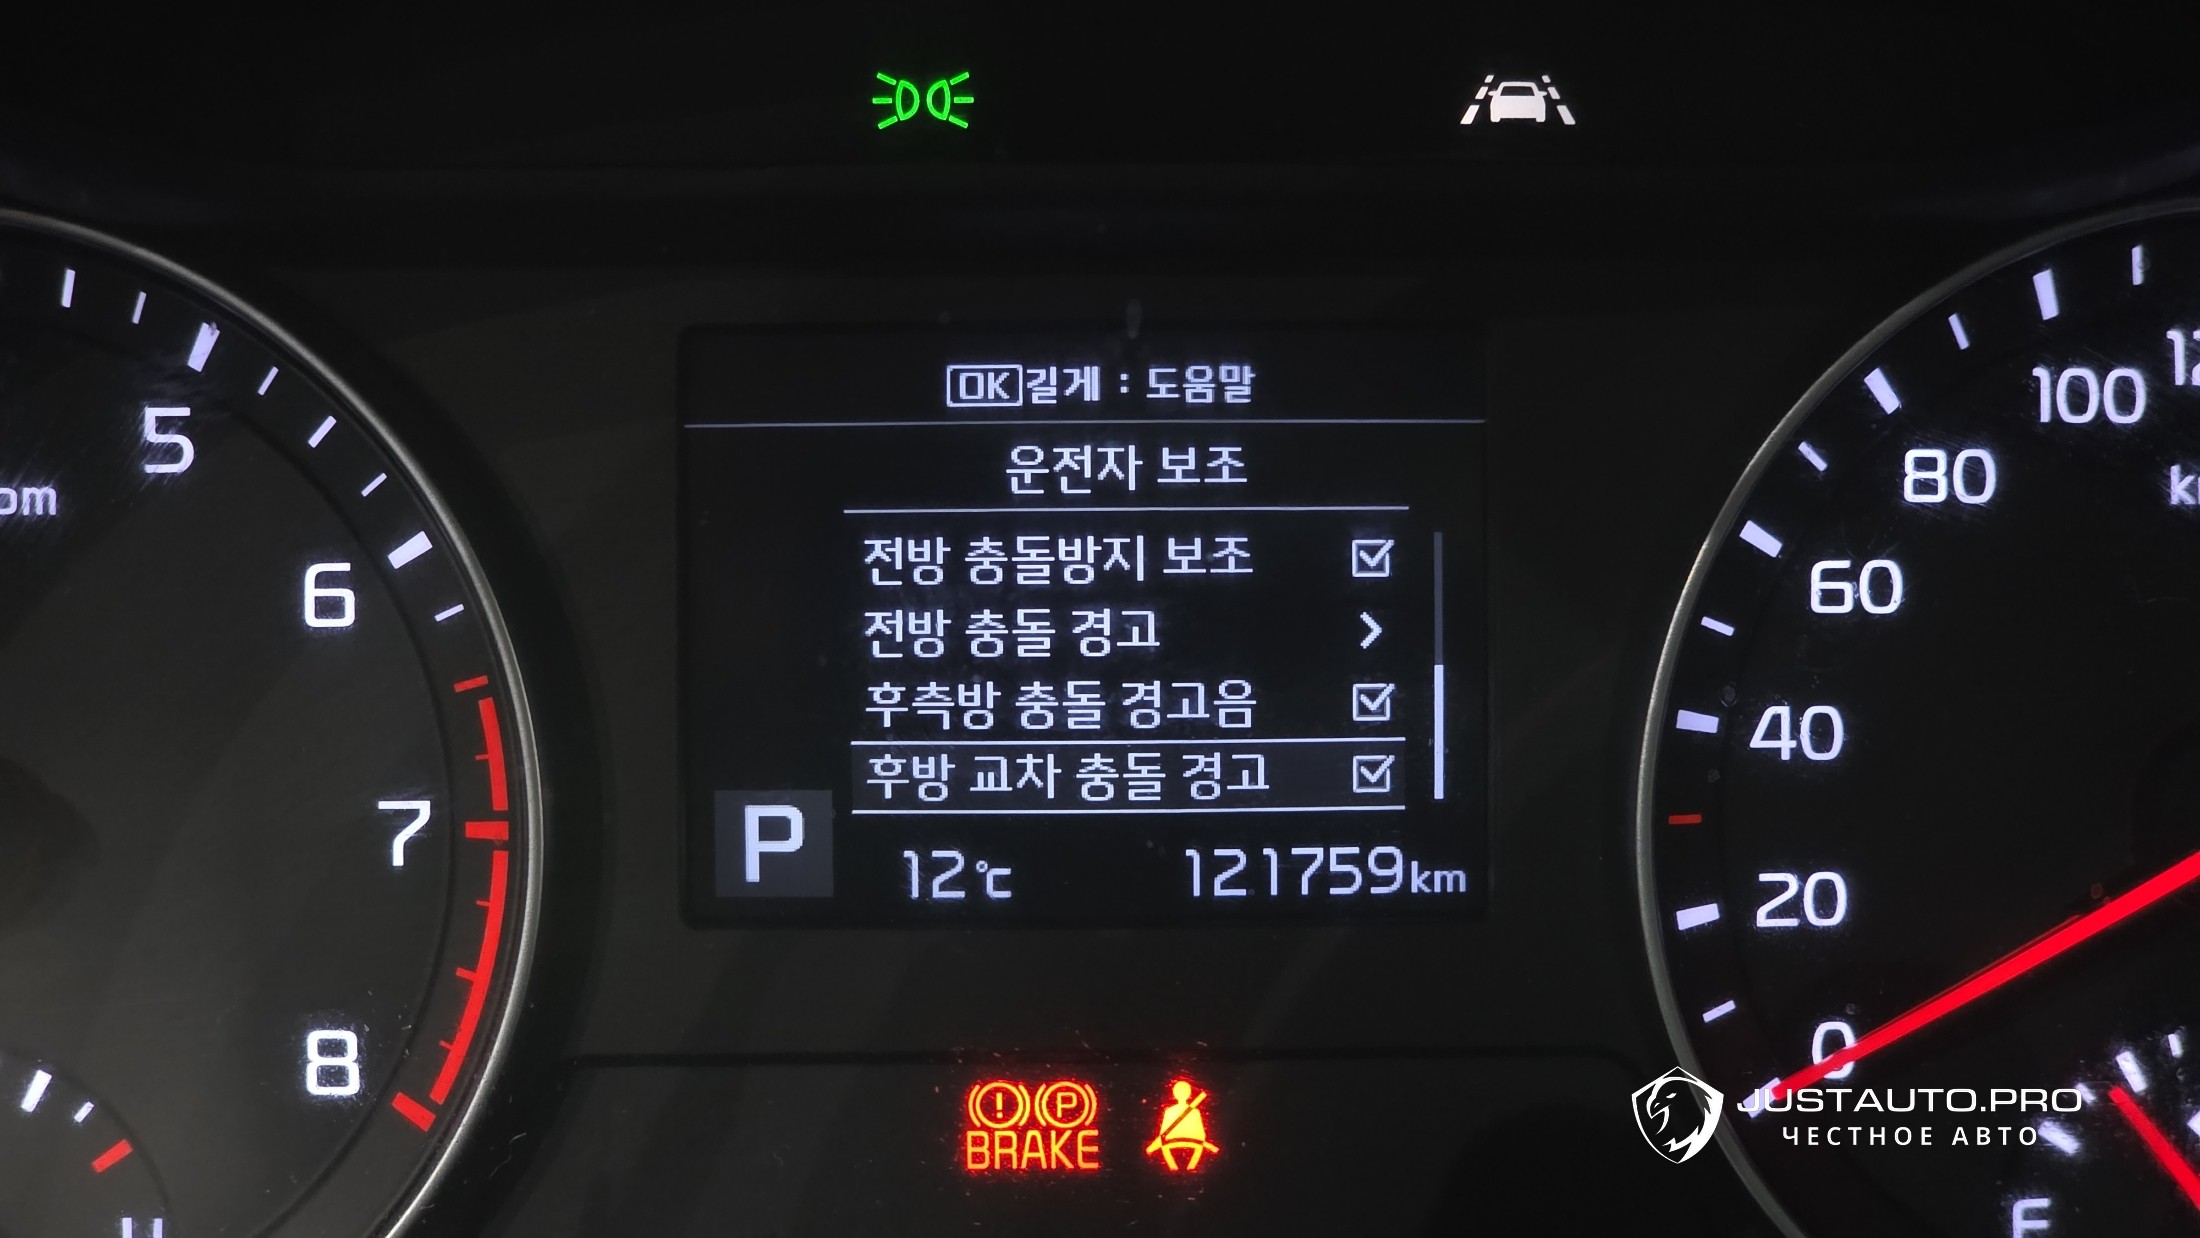 OK 길게 : 도움말
운전자 보조
전방 충돌방지 보조
전방 충돌 경고
후측방 충돌 경고음
후방 교차 충돌 경고
P
12℃
121759km
5
6
7
8
100
80
60
40
20
0
BRAKE
JUSTAUTO.PRO
ЧЕСТНОЕ АВТО